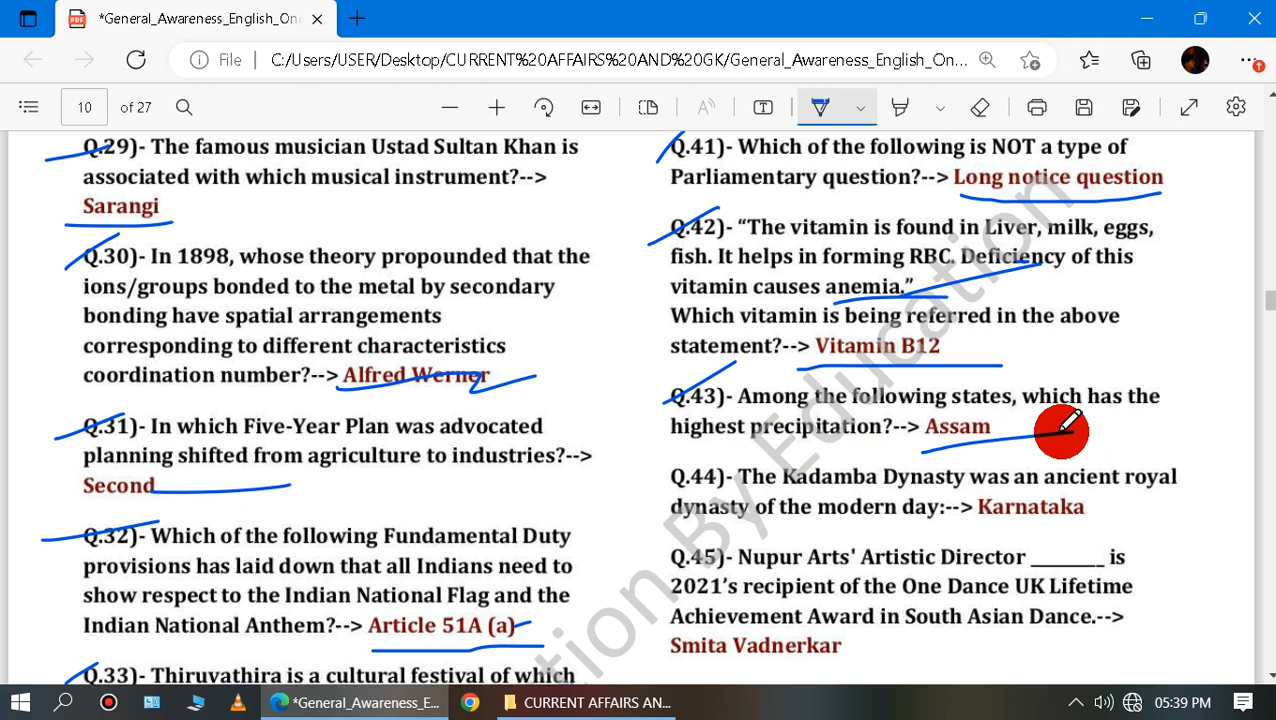 *General_Awareness_English_On
File
C:/Users/USER/Desktop/CURRENT%20AFFAIRS%20AND%20GK/General_Awareness_English_On...
10 of 27
Q.29)- The famous musician Ustad Sultan Khan is
associated with which musical instrument?-->
Sarangi
Q.30)- In 1898, whose theory propounded that the
ions/groups bonded to the metal by secondary
bonding have spatial arrangements
corresponding to different characteristics
coordination number?--> Alfred Werner
Q.31)- In which Five-Year Plan was advocated
planning shifted from agriculture to industries?-->
Second
Q.32)- Which of the following Fundamental Duty
provisions has laid down that all Indians need to
show respect to the Indian National Flag and the
Indian National Anthem?--> Article 51A (a)
Q.33)- Thiruvathira is a cultural festival of which
Q.41)- Which of the following is NOT a type of
Parliamentary question?--> Long notice question
Q.42)- “The vitamin is found in Liver, milk, eggs,
fish. It helps in forming RBC. Deficiency of this
vitamin causes anemia.”
Which vitamin is being referred in the above
statement?--> Vitamin B12
Q.43)- Among the following states, which has the
highest precipitation?--> Assam
Q.44)- The Kadamba Dynasty was an ancient royal
dynasty of the modern day:--> Karnataka
Q.45)- Nupur Arts' Artistic Director ________ is
2021’s recipient of the One Dance UK Lifetime
Achievement Award in South Asian Dance.-->
Smita Vadnerkar
tion By Education
*General_Awareness_E...
CURRENT AFFAIRS AN...
05:39 PM